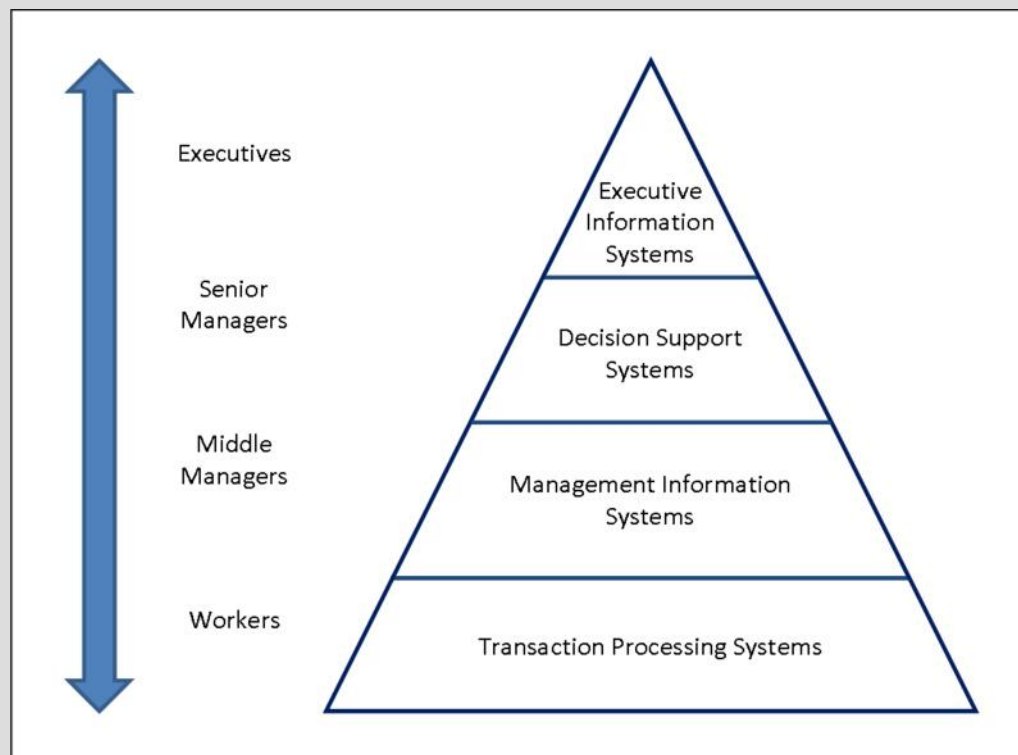 Executives
Executive
Information
Systems
Senior
Managers
Decision Support
Systems
Middle
Managers
Management Information
Systems
Workers
Transaction Processing Systems